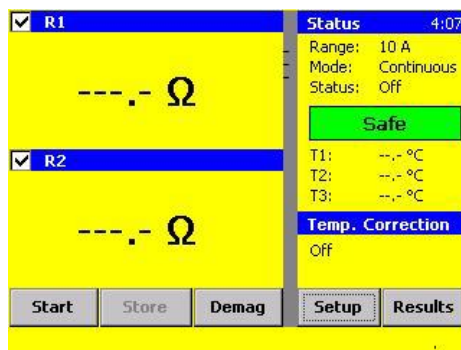 R1
---.- Ω
R2
---.- Ω
Status 4:07
Range: 10 A
Mode: Continuous
Status: Off
Safe
T1: --.- °C
T2: --.- °C
T3: --.- °C
Temp. Correction
Off
Start Store Demag Setup Results